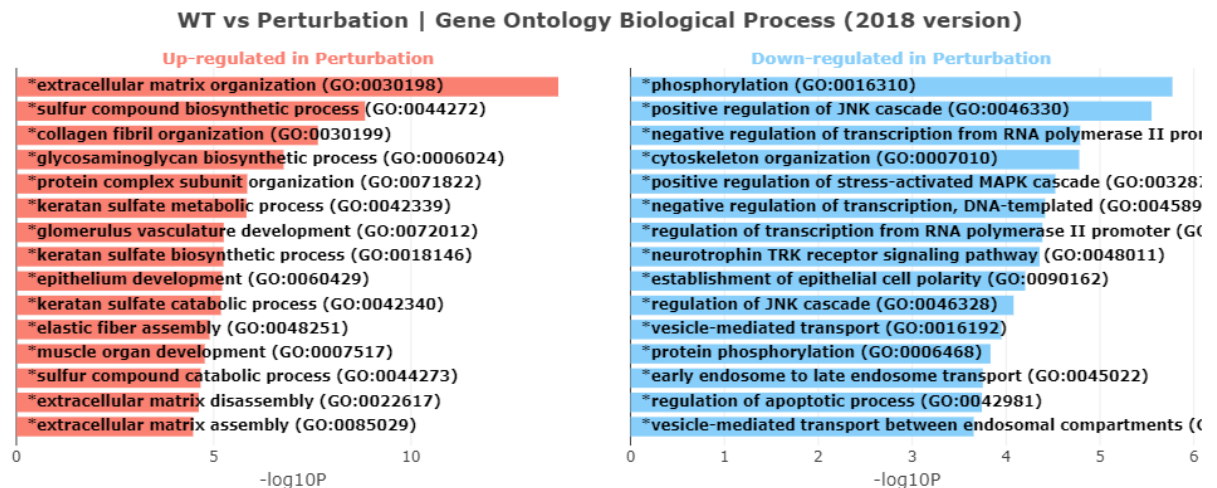 WT vs Perturbation | Gene Ontology Biological Process (2018 version)
Up-regulated in Perturbation
*extracellular matrix organization (GO:0030198)
*sulfur compound biosynthetic process (GO:0044272)
*collagen fibril organization (GO:0030199)
*glycosaminoglycan biosynthetic process (GO:0006024)
*protein complex subunit organization (GO:0071822)
*keratan sulfate metabolic process (GO:0042339)
*glomerulus vasculature development (GO:0072012)
*keratan sulfate biosynthetic process (GO:0018146)
*epithelium development (GO:0060429)
*keratan sulfate catabolic process (GO:0042340)
*elastic fiber assembly (GO:0048251)
*muscle organ development (GO:0007517)
*sulfur compound catabolic process (GO:0044273)
*extracellular matrix disassembly (GO:0022617)
*extracellular matrix assembly (GO:0085029)
0 5 10
-log10P
Down-regulated in Perturbation
*phosphorylation (GO:0016310)
*positive regulation of JNK cascade (GO:0046330)
*negative regulation of transcription from RNA polymerase II
*cytoskeleton organization (GO:0007010)
*positive regulation of stress-activated MAPK cascade
*negative regulation of transcription, DNA-templated (GO:004589
*regulation of transcription from RNA polymerase II promoter
*neurotrophin TRK receptor signaling pathway (GO:0048011)
*establishment of epithelial cell polarity (GO:0090162)
*regulation of JNK cascade (GO:0046328)
*vesicle-mediated transport (GO:0016192)
*protein phosphorylation (GO:0006468)
*early endosome to late endosome transport (GO:0045022)
*regulation of apoptotic process (GO:0042981)
*vesicle-mediated transport between endosomal compartments
0 1 2 3 4 5 6
-log10P